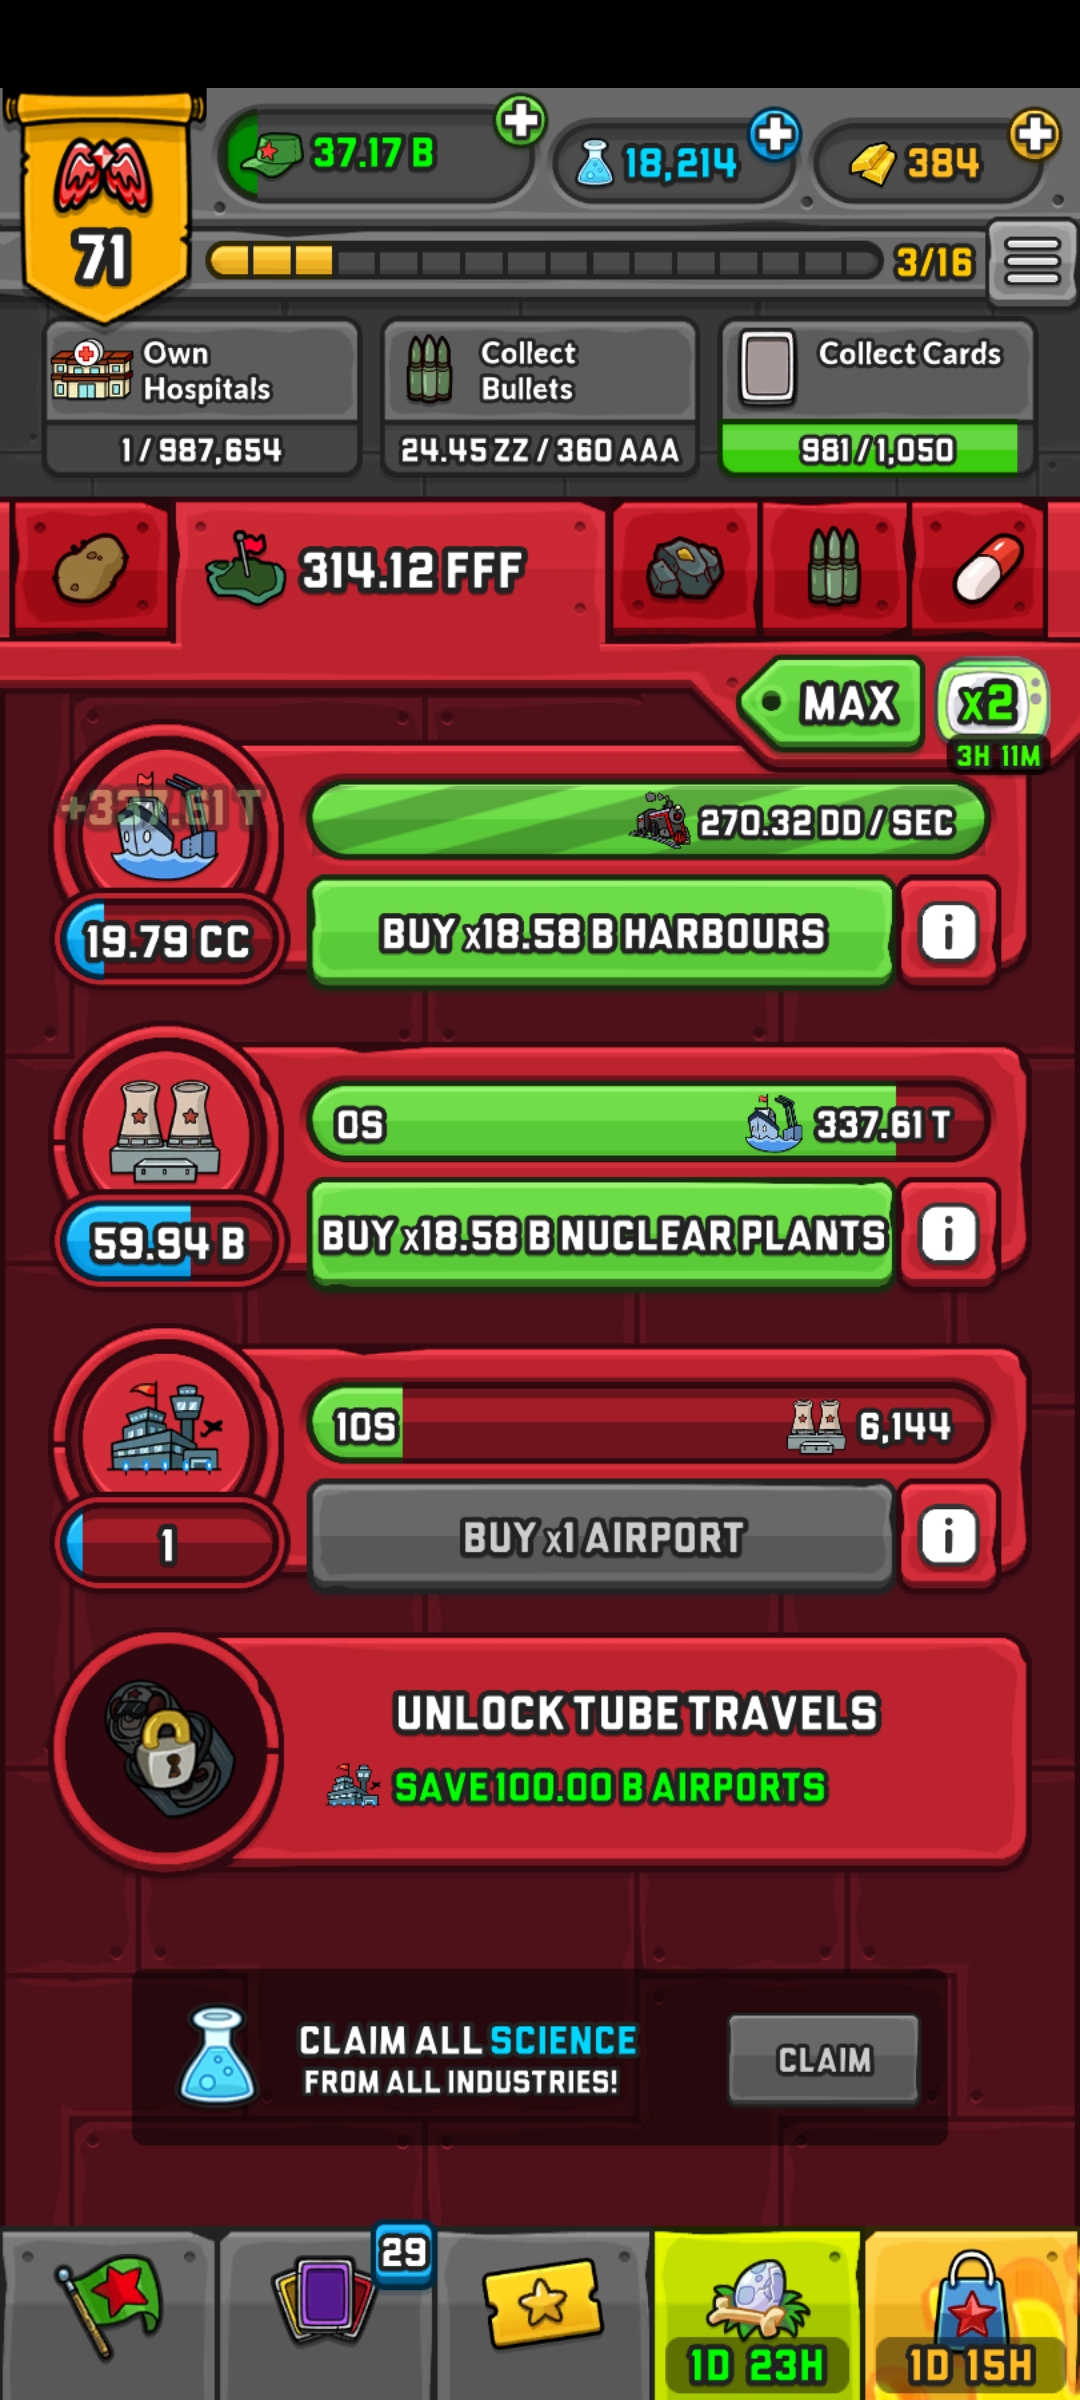 37.17 B
18,214
384
71
3/16
Own
Hospitals
1 / 987,654
Collect
Bullets
24.45 ZZ / 360 AAA
Collect Cards
981 / 1,050
314.12 FFF
MAX
x2
3H 11M
+337.61 T
270.32 DD / SEC
19.79 CC
BUY x18.58 B HARBOURS
i
0S
337.61 T
59.94 B
BUY x18.58 B NUCLEAR PLANTS
i
10S
6,144
1
BUY x1 AIRPORT
i
UNLOCK TUBE TRAVELS
SAVE 100.00 B AIRPORTS
CLAIM ALL SCIENCE
FROM ALL INDUSTRIES!
CLAIM
29
1D 23H
1D 15H